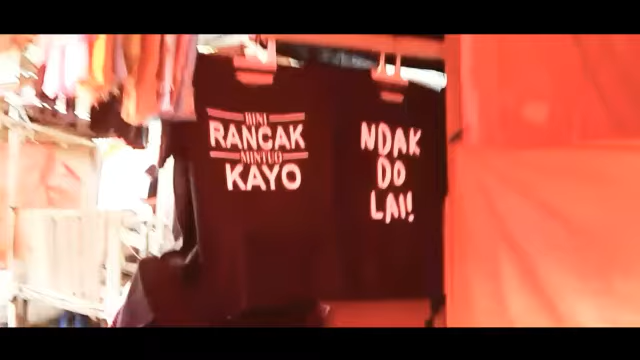 BINI
RANCAK
MINTUO
KAYO
NDAK
DO
LAI!